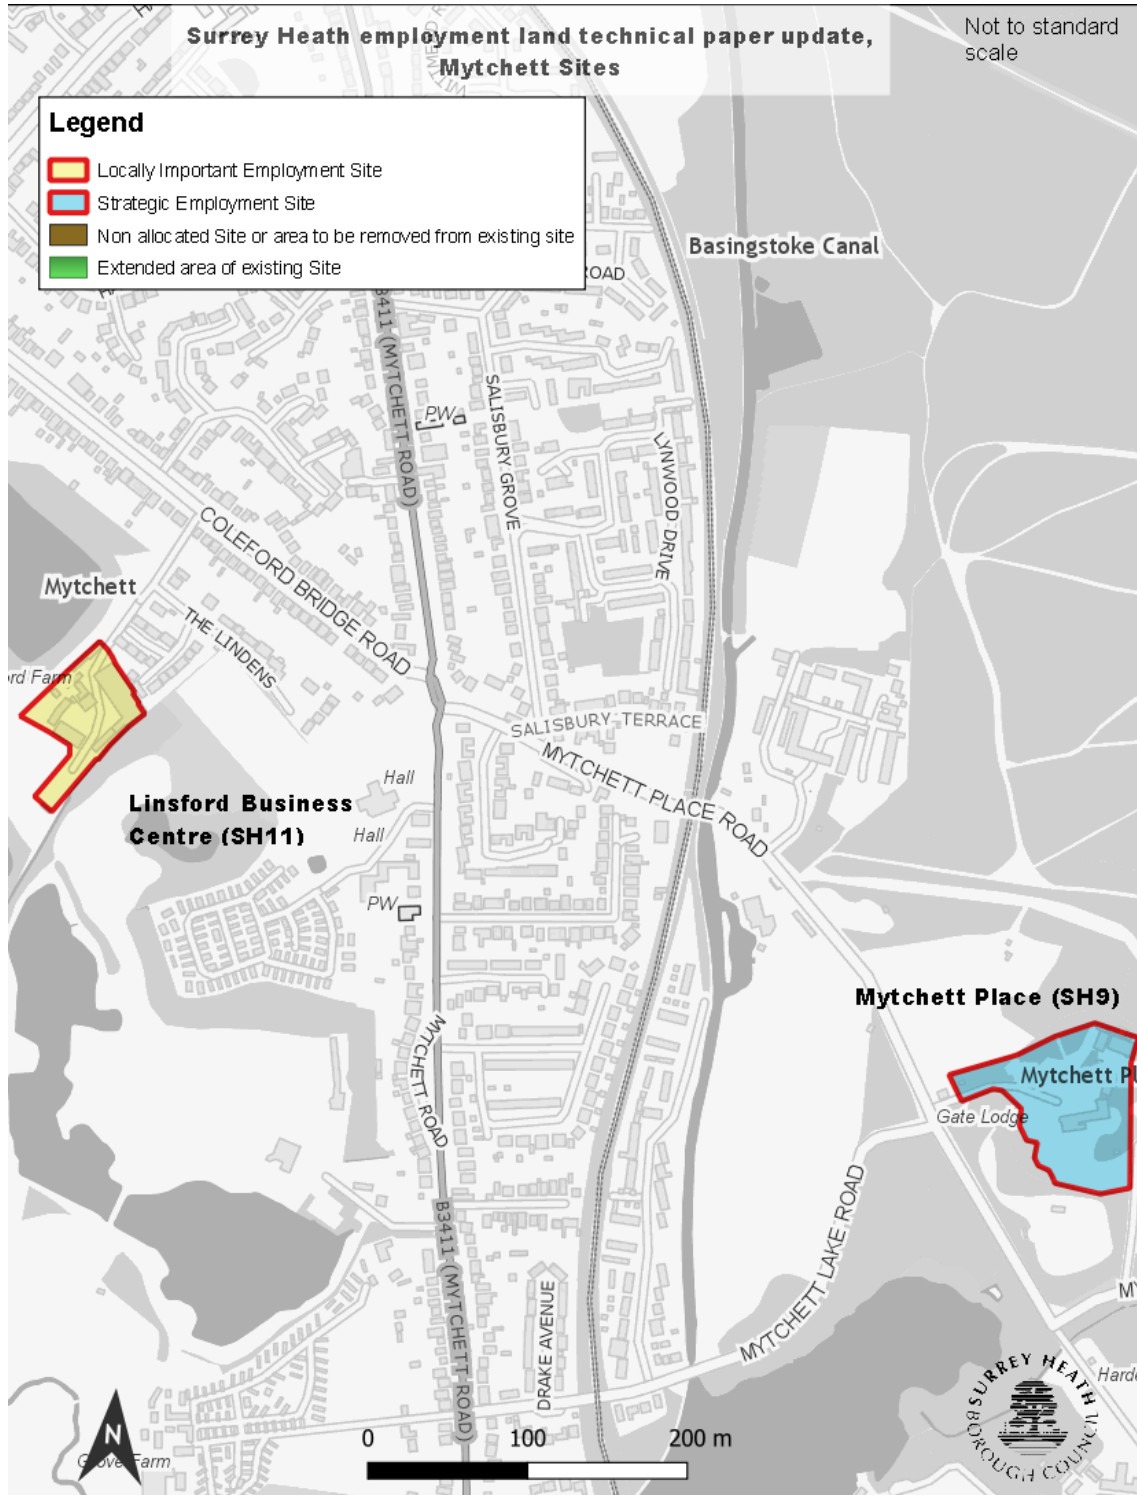 Surrey Heath employment land technical paper update,
Mytchett Sites
Not to standard
scale
Legend
Locally Important Employment Site
Strategic Employment Site
Non allocated Site or area to be removed from existing site
Extended area of existing Site
Basingstoke Canal
B3411 (MYTCHETT ROAD)
PW
SALISBURY GROVE
LYNWOOD DRIVE
COLEFORD BRIDGE ROAD
Mytchett
THE LINDENS
SALISBURY TERRACE
MYTCHETT PLACE ROAD
Hall
Linsford Business
Centre (SH11)
Hall
PW
Mytchett Place (SH9)
MYTCHETT ROAD
Gate Lodge
MYTCHETT LAKE ROAD
B3411 (MYTCHETT ROAD)
DRAKE AVENUE
N
Grove Farm
0 100 200 m
SURREY HEATH
BOROUGH COUNCIL